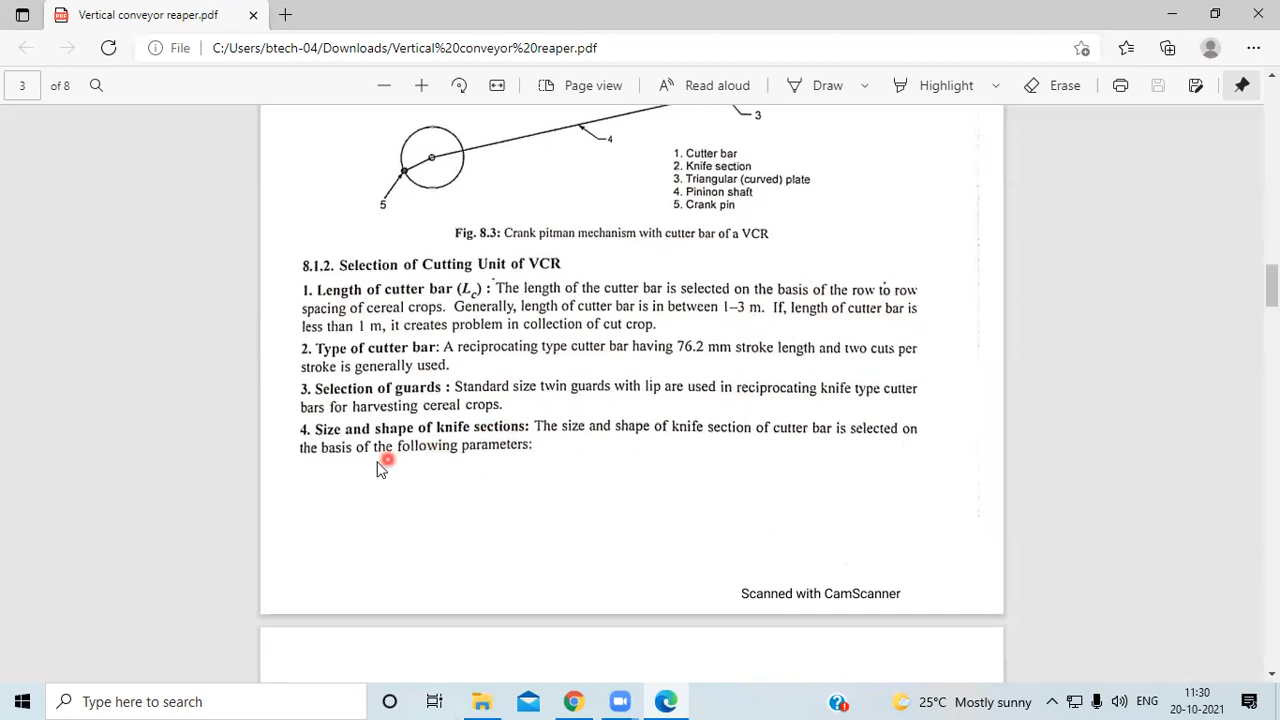 Vertical conveyor reaper.pdf
File
C:/Users/btech-04/Downloads/Vertical%20conveyor%20reaper.pdf
3 of 8
Page view
Read aloud
Draw
Highlight
Erase
3
4
5
1. Cutter bar
2. Knife section
3. Triangular (curved) plate
4. Pininon shaft
5. Crank pin
Fig. 8.3: Crank pitman mechanism with cutter bar of a VCR
8.1.2. Selection of Cutting Unit of VCR
1. Length of cutter bar (Lc) : The length of the cutter bar is selected on the basis of the row to row
spacing of cereal crops. Generally, length of cutter bar is in between 1–3 m. If, length of cutter bar is
less than 1 m, it creates problem in collection of cut crop.
2. Type of cutter bar: A reciprocating type cutter bar having 76.2 mm stroke length and two cuts per
stroke is generally used.
3. Selection of guards : Standard size twin guards with lip are used in reciprocating knife type cutter
bars for harvesting cereal crops.
4. Size and shape of knife sections: The size and shape of knife section of cutter bar is selected on
the basis of the following parameters:
Scanned with CamScanner
Type here to search
25°C Mostly sunny
ENG
11:30
20-10-2021